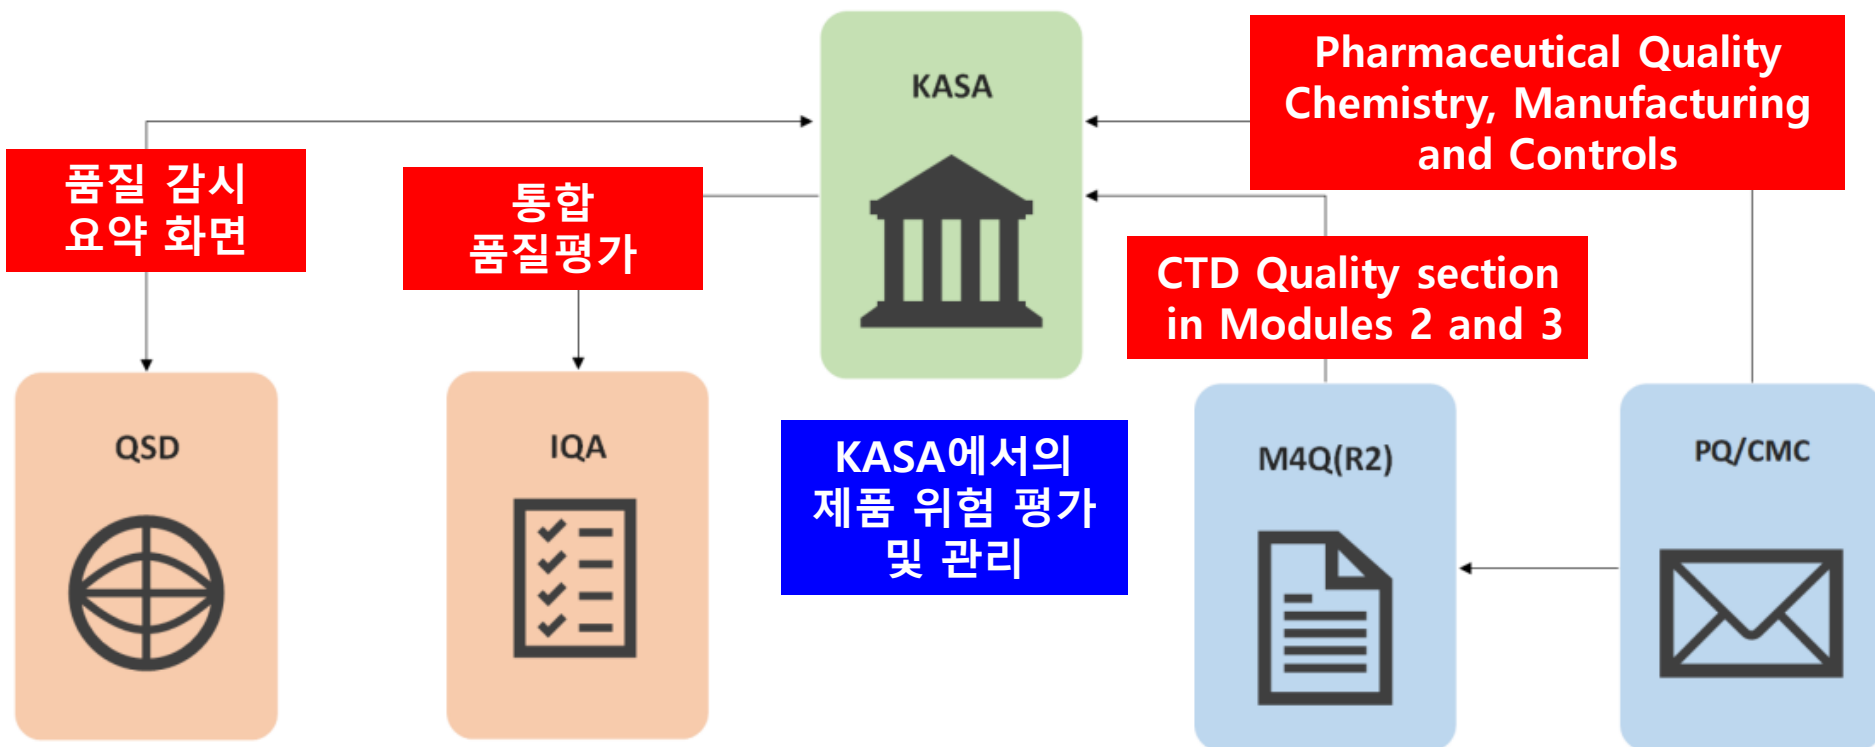 KASA
Pharmaceutical Quality
Chemistry, Manufacturing
and Controls
품질 감시
요약 화면
통합
품질평가
CTD Quality section
in Modules 2 and 3
QSD
IQA
KASA에서의
제품 위험 평가
및 관리
M4Q(R2)
PQ/CMC